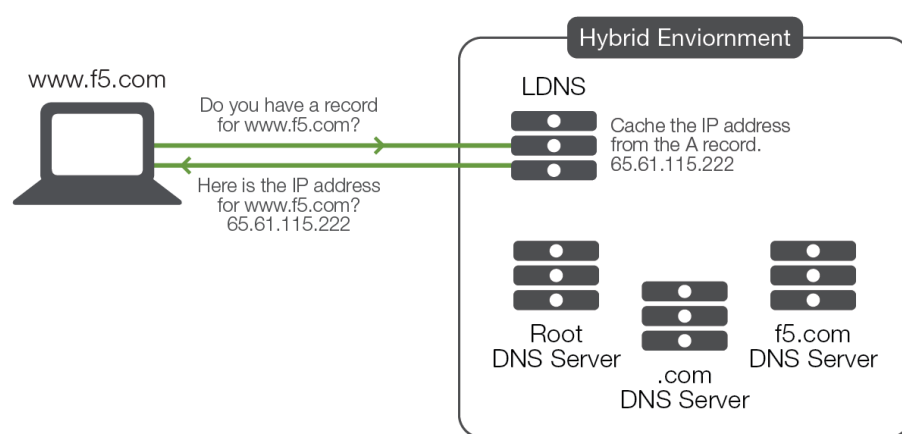 Hybrid Enviornment
www.f5.com
Do you have a record
for www.f5.com?
Here is the IP address
for www.f5.com?
65.61.115.222
LDNS
Cache the IP address
from the A record.
65.61.115.222
Root
DNS Server
.com
DNS Server
f5.com
DNS Server